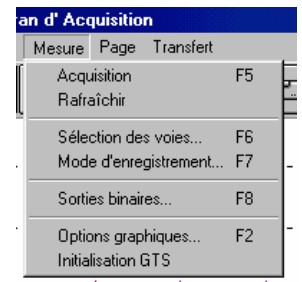 an d' Acquisition
Mesure Page Transfert
Acquisition F5
Rafraîchir
Sélection des voies... F6
Mode d'enregistrement... F7
Sorties binaires... F8
Options graphiques... F2
Initialisation GTS